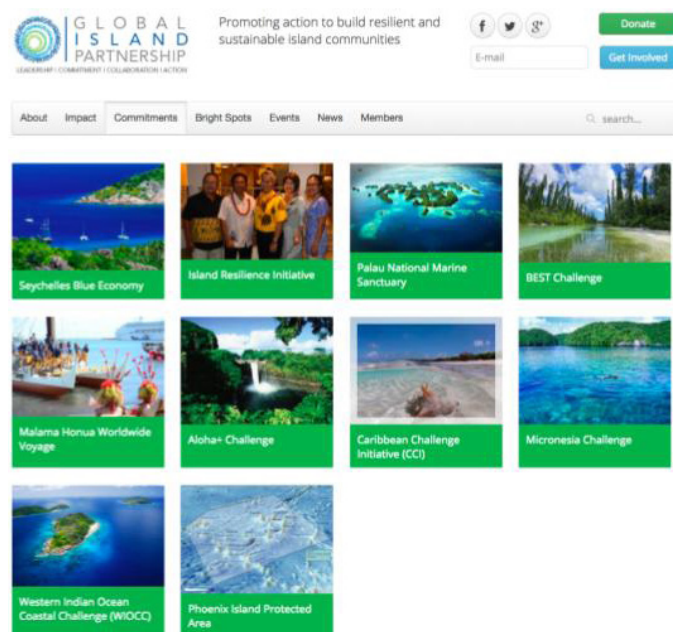 GLOBAL
ISLAND
PARTNERSHIP
LEADERSHIP | COMMITMENT | COLLABORATION | ACTION
Promoting action to build resilient and
sustainable island communities
f
g+
Donate
E-mail
Get Involved
About
Impact
Commitments
Bright Spots
Events
News
Members
search...
Seychelles Blue Economy
Island Resilience Initiative
Palau National Marine
Sanctuary
BEST Challenge
Malama Honua Worldwide
Voyage
Aloha+ Challenge
Caribbean Challenge
Initiative (CCI)
Micronesia Challenge
Western Indian Ocean
Coastal Challenge (WIOCC)
Phoenix Island Protected
Area